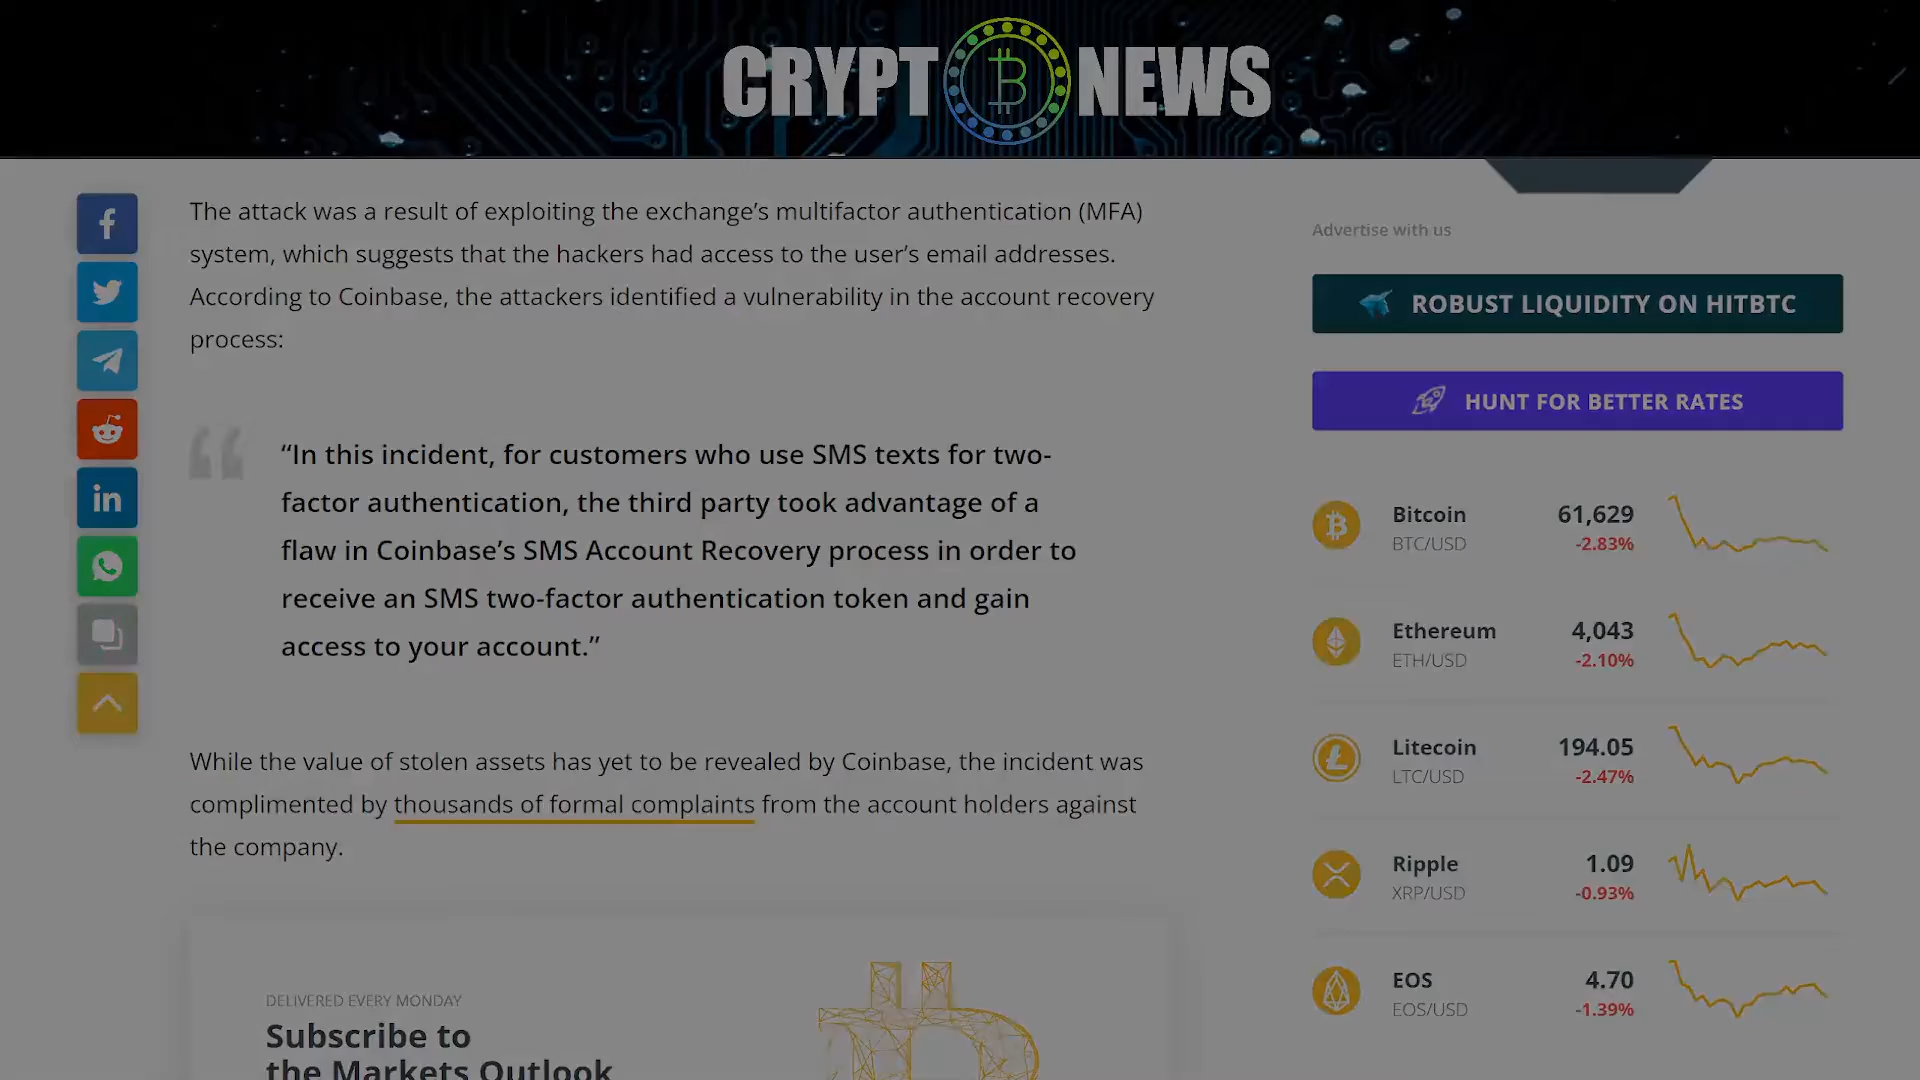 CRYPTO NEWS
The attack was a result of exploiting the exchange’s multifactor authentication (MFA)
system, which suggests that the hackers had access to the user’s email addresses.
According to Coinbase, the attackers identified a vulnerability in the account recovery
process:
“In this incident, for customers who use SMS texts for two-
factor authentication, the third party took advantage of a
flaw in Coinbase’s SMS Account Recovery process in order to
receive an SMS two-factor authentication token and gain
access to your account.”
While the value of stolen assets has yet to be revealed by Coinbase, the incident was
complimented by thousands of formal complaints from the account holders against
the company.
DELIVERED EVERY MONDAY
Subscribe to
the Markets Outlook
Advertise with us
ROBUST LIQUIDITY ON HITBTC
HUNT FOR BETTER RATES
Bitcoin 61,629
BTC/USD -2.83%
Ethereum 4,043
ETH/USD -2.10%
Litecoin 194.05
LTC/USD -2.47%
Ripple 1.09
XRP/USD -0.93%
EOS 4.70
EOS/USD -1.39%